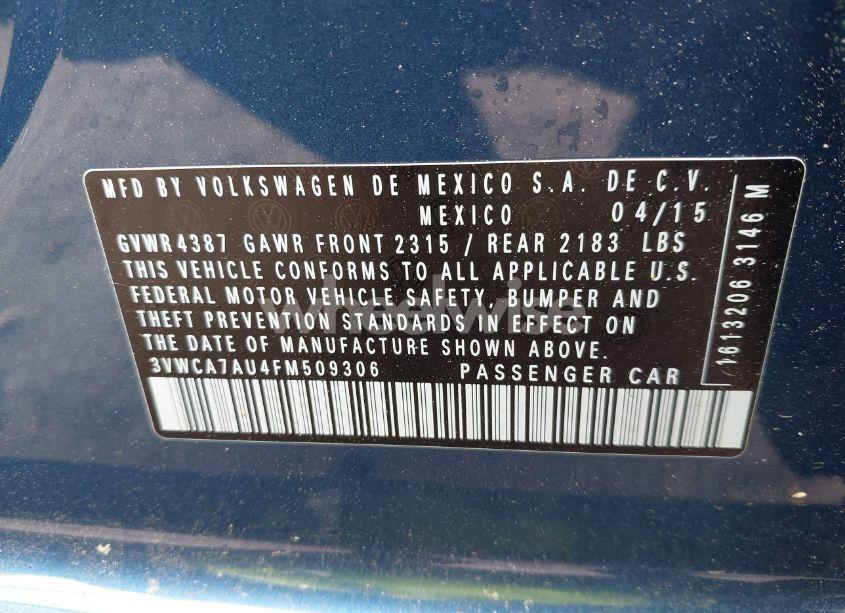 MFD BY VOLKSWAGEN DE MEXICO S.A. DE C.V.
MEXICO 04/15
GVWR 4387 GAWR FRONT 2315 / REAR 2183 LBS
THIS VEHICLE CONFORMS TO ALL APPLICABLE U.S.
FEDERAL MOTOR VEHICLE SAFETY, BUMPER AND
THEFT PREVENTION STANDARDS IN EFFECT ON
THE DATE OF MANUFACTURE SHOWN ABOVE.
3VWCA7AU4FM509306 PASSENGER CAR
1613206 3146 M
wheelwise